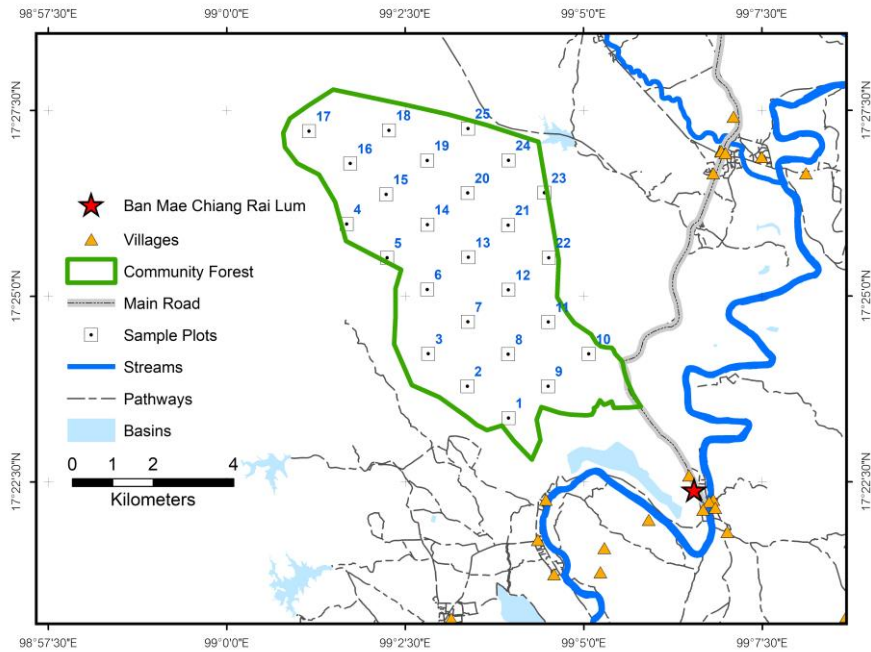 98°57'30"E 99°0'0"E 99°2'30"E 99°5'0"E 99°7'30"E
17°27'30"N 17°27'30"N
17°25'0"N 17°25'0"N
17°22'30"N 17°22'30"N
17 18 25
16 19 24
15 20 23
4 14 21
5 13 22
6 12
7 11
3 8 10
2 9
1
Ban Mae Chiang Rai Lum
Villages
Community Forest
Main Road
Sample Plots
Streams
Pathways
Basins
0 1 2 4
Kilometers
98°57'30"E 99°0'0"E 99°2'30"E 99°5'0"E 99°7'30"E